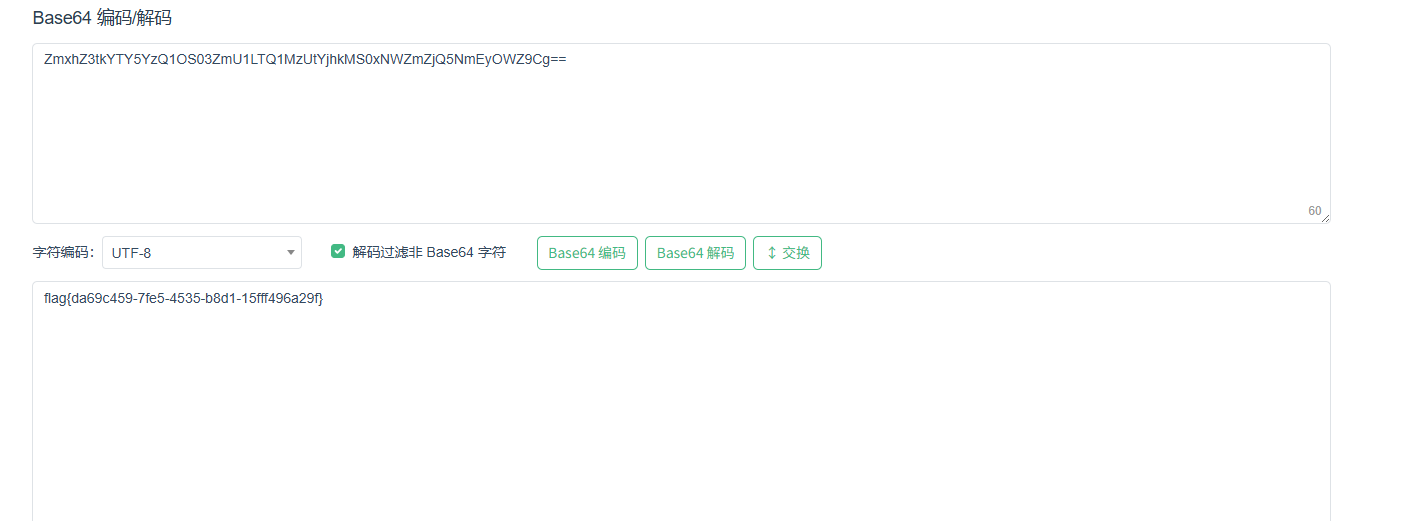 Base64 编码/解码
ZmxhZ3tkYTY5YzQ1OS03ZmU1LTQ1MzUtYjhkMS0xNWZmZjQ5NmEyOWZ9Cg==
60
字符编码: UTF-8 解码过滤非 Base64 字符 Base64 编码 Base64 解码 ↕ 交换
flag{da69c459-7fe5-4535-b8d1-15fff496a29f}